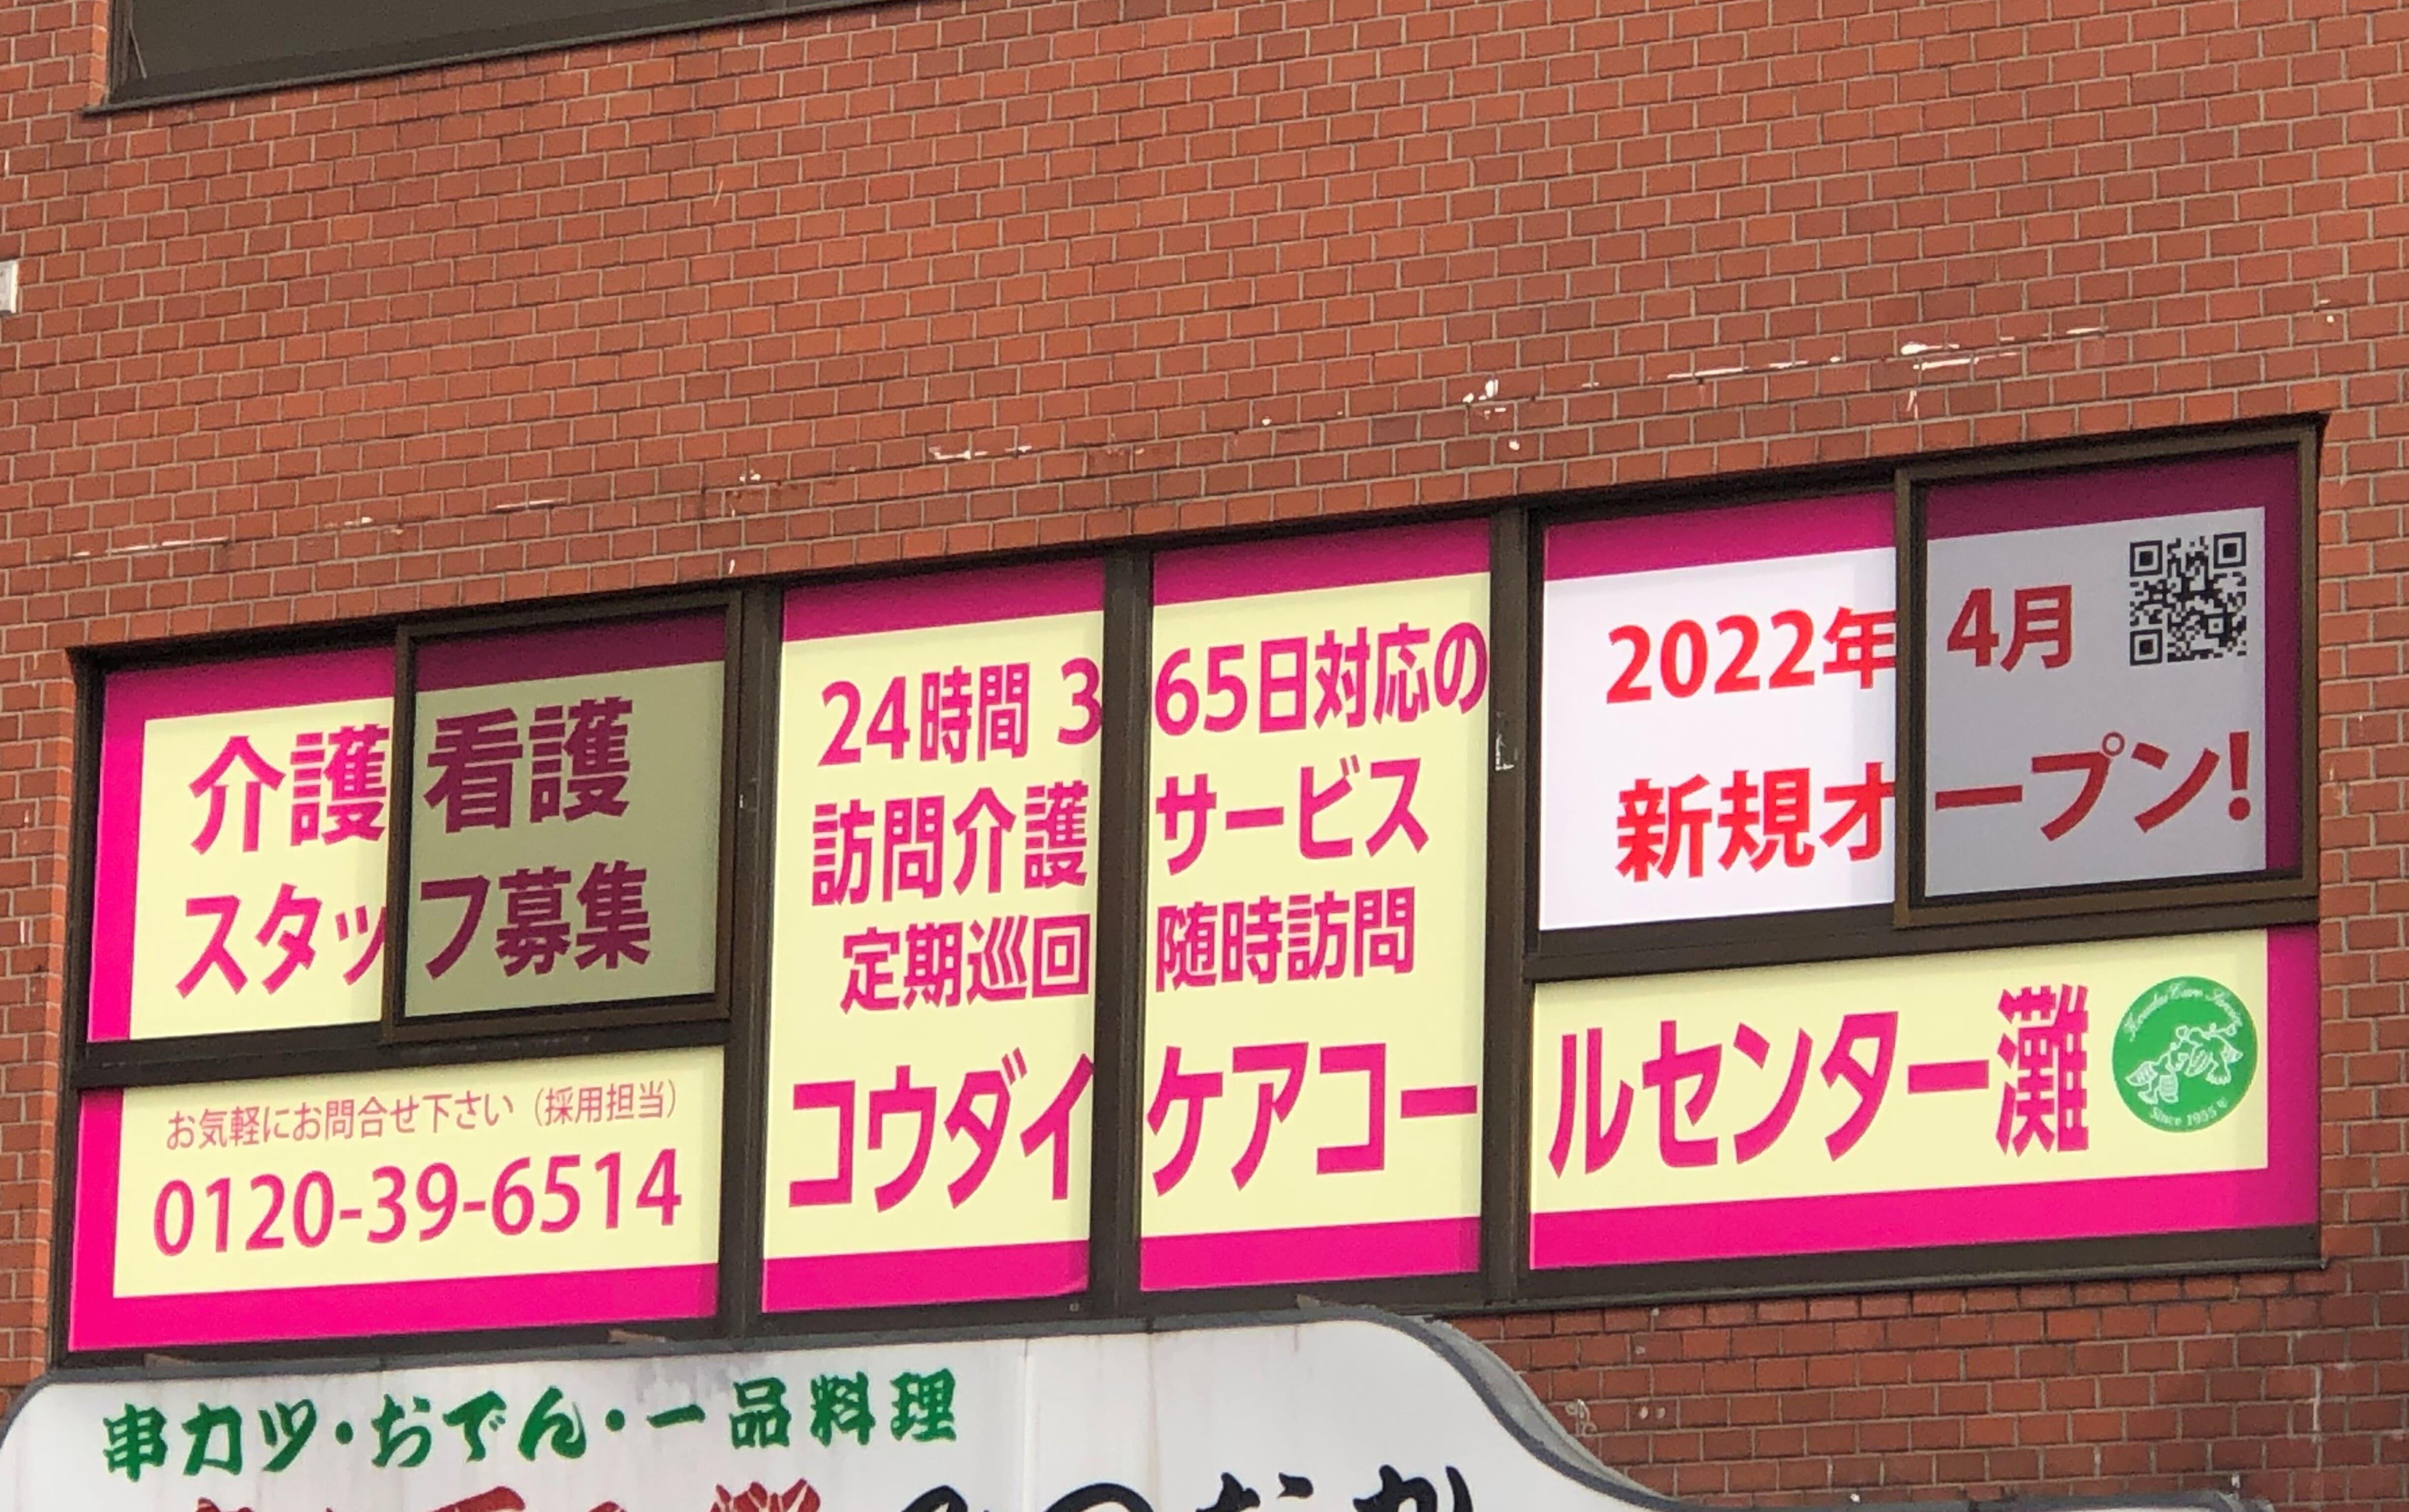 介護 看護
スタッフ募集
お気軽にお問合せ下さい（採用担当）
0120-39-6514
24時間 365日対応の
訪問介護サービス
定期巡回 随時訪問
コウダイケアコールセンター灘
2022年4月
新規オープン!
Since 1955
串カツ・おでん・一品料理